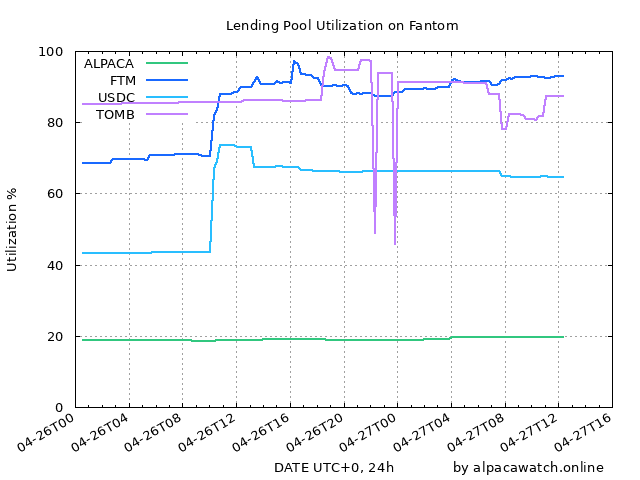 Lending Pool Utilization on Fantom
100
80
60
40
20
0
Utilization %
ALPACA
FTM
USDC
TOMB
04-26T00
04-26T04
04-26T08
04-26T12
04-26T16
04-26T20
04-27T00
04-27T04
04-27T08
04-27T12
04-27T16
DATE UTC+0, 24h
by alpacawatch.online